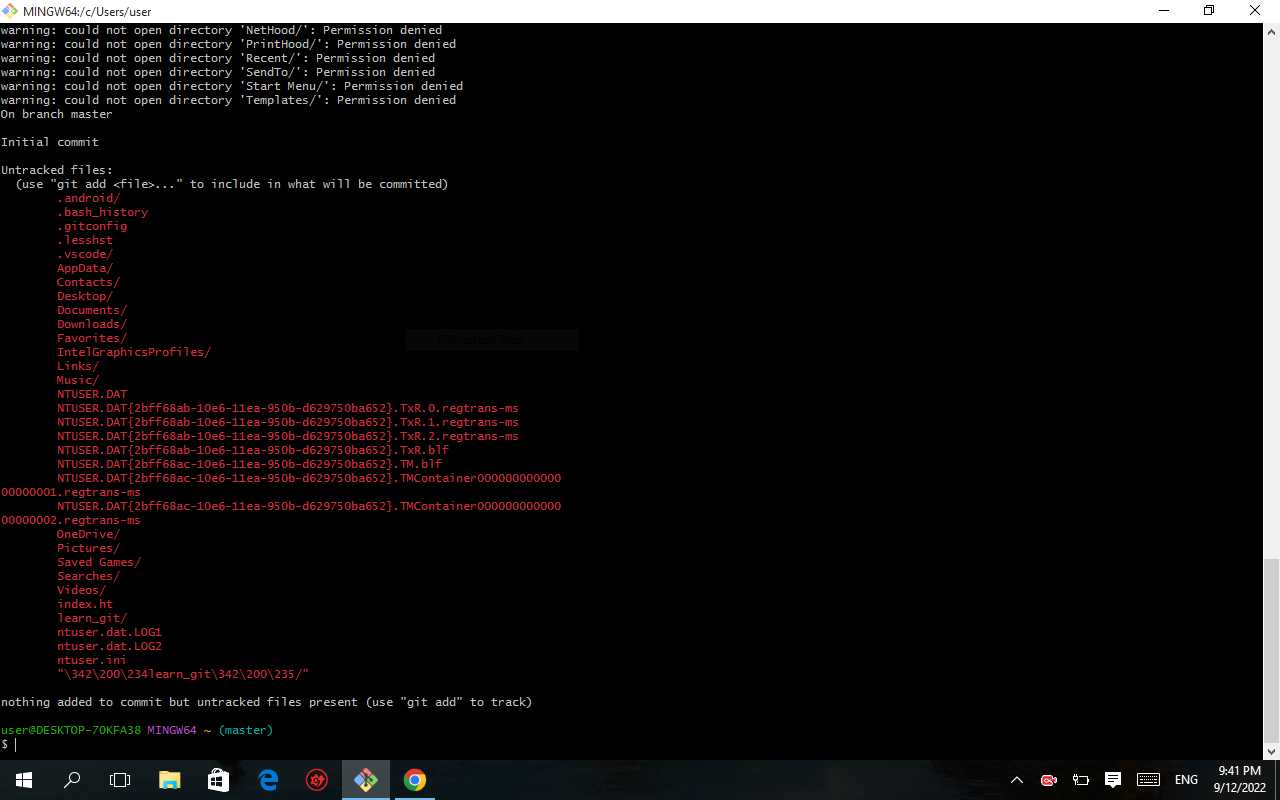 MINGW64:/c/Users/user
warning: could not open directory 'NetHood/': Permission denied
warning: could not open directory 'PrintHood/': Permission denied
warning: could not open directory 'Recent/': Permission denied
warning: could not open directory 'SendTo/': Permission denied
warning: could not open directory 'Start Menu/': Permission denied
warning: could not open directory 'Templates/': Permission denied
On branch master
Initial commit
Untracked files:
(use "git add <file>..." to include in what will be committed)
.android/
.bash_history
.gitconfig
.lesshst
.vscode/
AppData/
Contacts/
Desktop/
Documents/
Downloads/
Favorites/
IntelGraphicsProfiles/
Links/
Music/
NTUSER.DAT
NTUSER.DAT{2bff68ab-10e6-11ea-950b-d629750ba652}.TxR.0.regtrans-ms
NTUSER.DAT{2bff68ab-10e6-11ea-950b-d629750ba652}.TxR.1.regtrans-ms
NTUSER.DAT{2bff68ab-10e6-11ea-950b-d629750ba652}.TxR.2.regtrans-ms
NTUSER.DAT{2bff68ab-10e6-11ea-950b-d629750ba652}.TxR.blf
NTUSER.DAT{2bff68ac-10e6-11ea-950b-d629750ba652}.TM.blf
NTUSER.DAT{2bff68ac-10e6-11ea-950b-d629750ba652}.TMContainer000000000000
00000001.regtrans-ms
NTUSER.DAT{2bff68ac-10e6-11ea-950b-d629750ba652}.TMContainer000000000000
00000002.regtrans-ms
OneDrive/
Pictures/
Saved Games/
Searches/
Videos/
index.ht
learn_git/
ntuser.dat.LOG1
ntuser.dat.LOG2
ntuser.ini
"\342\200\234learn_git\342\200\235/"
nothing added to commit but untracked files present (use "git add" to track)
user@DESKTOP-7OKFA38 MINGW64 ~ (master)
$
ENG
9:41 PM
9/12/2022